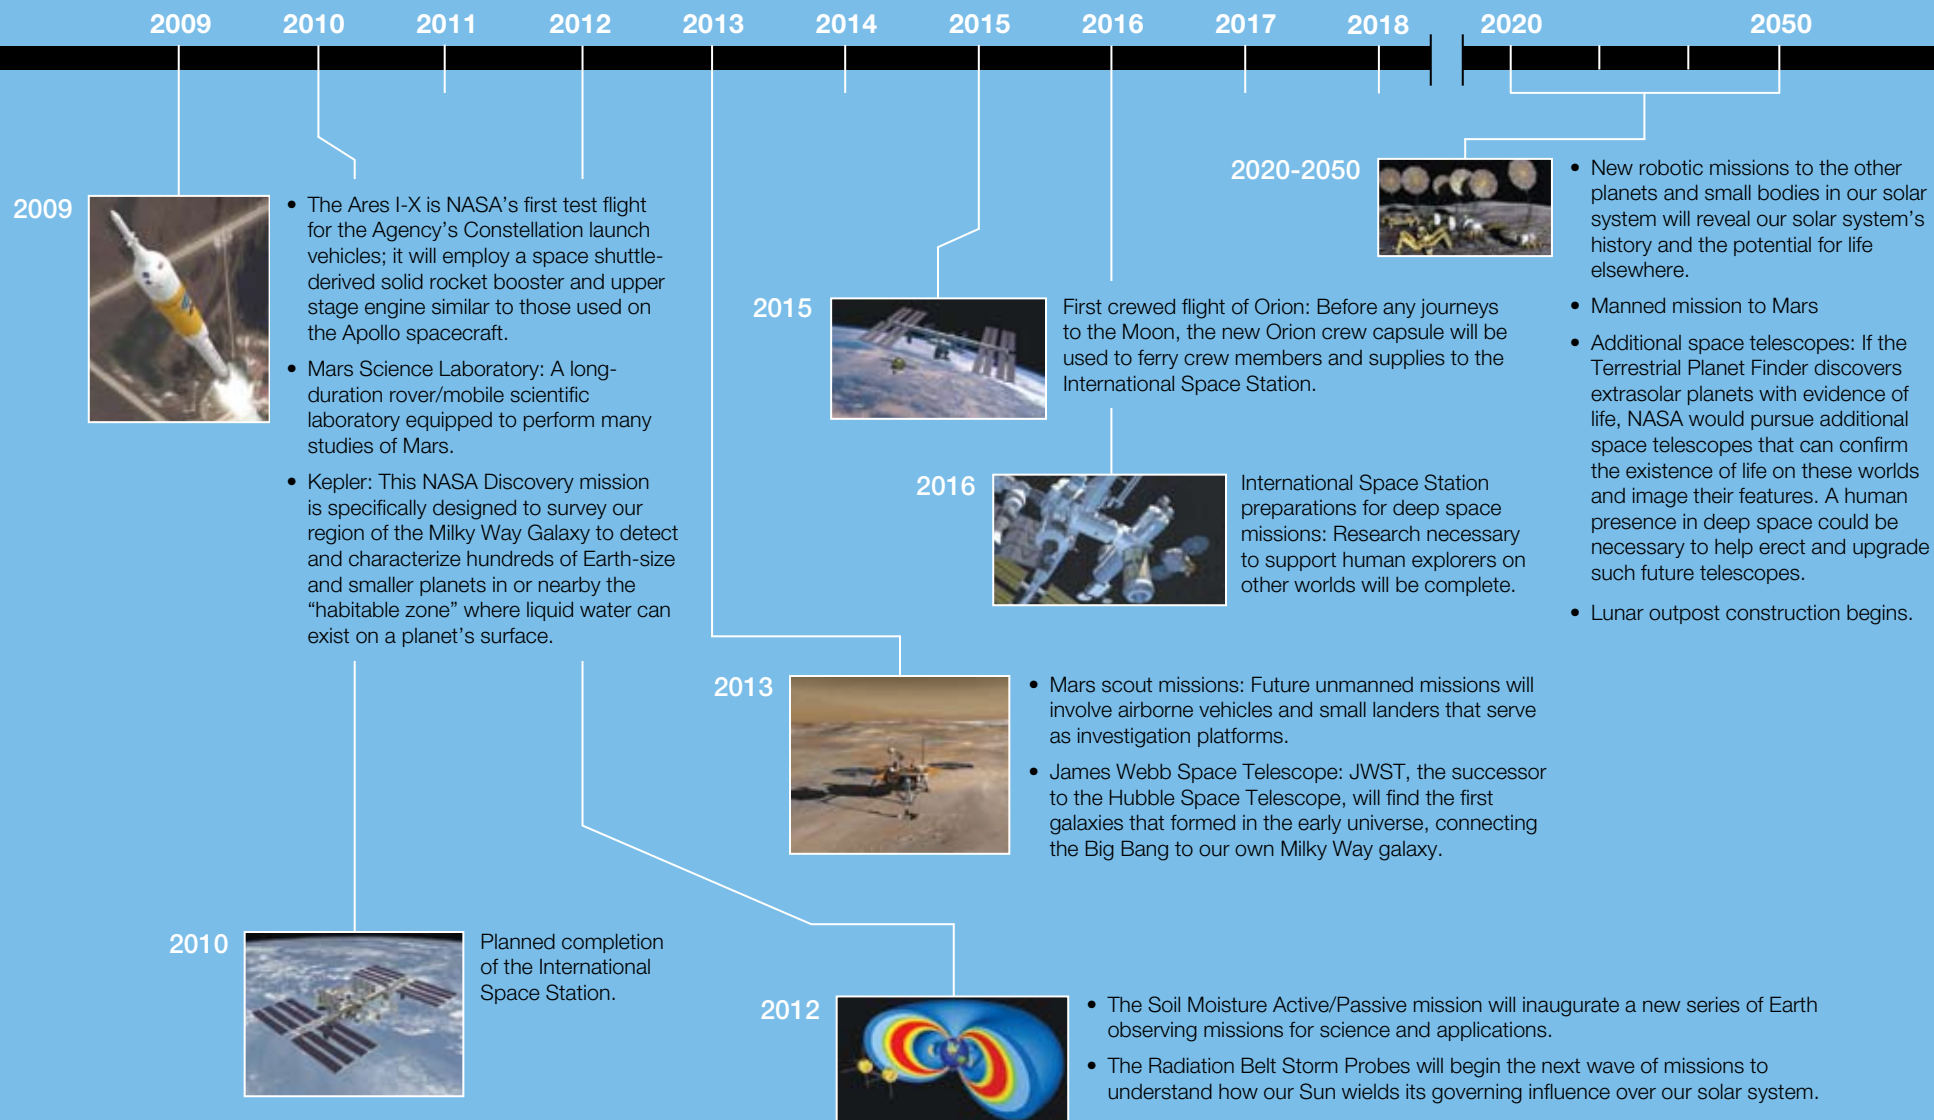 2009 2010 2011 2012 2013 2014 2015 2016 2017 2018 2020 2050
2009
• The Ares I-X is NASA’s first test flight
for the Agency’s Constellation launch
vehicles; it will employ a space shuttle-
derived solid rocket booster and upper
stage engine similar to those used on
the Apollo spacecraft.
• Mars Science Laboratory: A long-
duration rover/mobile scientific
laboratory equipped to perform many
studies of Mars.
• Kepler: This NASA Discovery mission
is specifically designed to survey our
region of the Milky Way Galaxy to detect
and characterize hundreds of Earth-size
and smaller planets in or nearby the
“habitable zone” where liquid water can
exist on a planet’s surface.
2010
Planned completion
of the International
Space Station.
2012
• The Soil Moisture Active/Passive mission will inaugurate a new series of Earth
observing missions for science and applications.
• The Radiation Belt Storm Probes will begin the next wave of missions to
understand how our Sun wields its governing influence over our solar system.
2013
• Mars scout missions: Future unmanned missions will
involve airborne vehicles and small landers that serve
as investigation platforms.
• James Webb Space Telescope: JWST, the successor
to the Hubble Space Telescope, will find the first
galaxies that formed in the early universe, connecting
the Big Bang to our own Milky Way galaxy.
2015
First crewed flight of Orion: Before any journeys
to the Moon, the new Orion crew capsule will be
used to ferry crew members and supplies to the
International Space Station.
2016
International Space Station
preparations for deep space
missions: Research necessary
to support human explorers on
other worlds will be complete.
2020-2050
• New robotic missions to the other
planets and small bodies in our solar
system will reveal our solar system’s
history and the potential for life
elsewhere.
• Manned mission to Mars
• Additional space telescopes: If the
Terrestrial Planet Finder discovers
extrasolar planets with evidence of
life, NASA would pursue additional
space telescopes that can confirm
the existence of life on these worlds
and image their features. A human
presence in deep space could be
necessary to help erect and upgrade
such future telescopes.
• Lunar outpost construction begins.